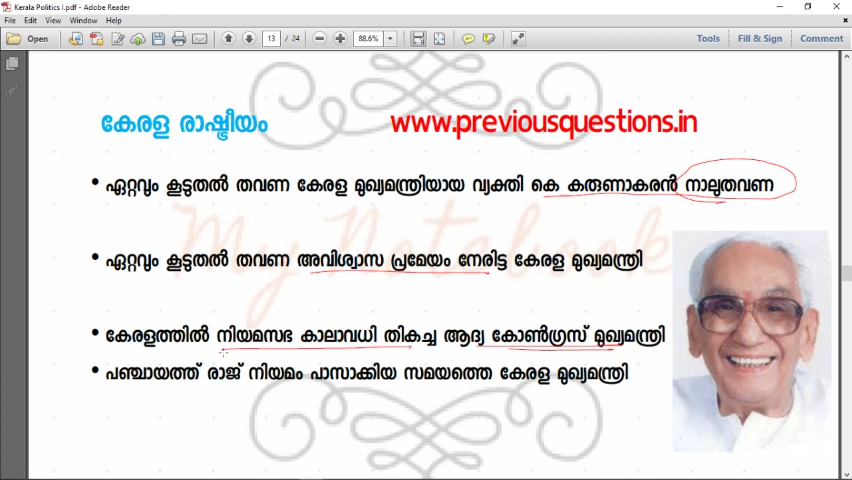 Kerala Politics I.pdf - Adobe Reader
File Edit View Window Help
Open 13 / 24 88.6% Tools Fill & Sign Comment
കേരള രാഷ്ട്രീയം www.previousquestions.in
• ഏറ്റവും കൂടുതൽ തവണ കേരള മുഖ്യമന്ത്രിയായ വ്യക്തി കെ കരുണാകരൻ നാലുതവണ
• ഏറ്റവും കൂടുതൽ തവണ അവിശ്വാസ പ്രമേയം നേരിട്ട കേരള മുഖ്യമന്ത്രി
My Notebook
• കേരളത്തിൽ നിയമസഭ കാലാവധി തികച്ച ആദ്യ കോൺഗ്രസ് മുഖ്യമന്ത്രി
• പഞ്ചായത്ത് രാജ് നിയമം പാസാക്കിയ സമയത്തെ കേരള മുഖ്യമന്ത്രി